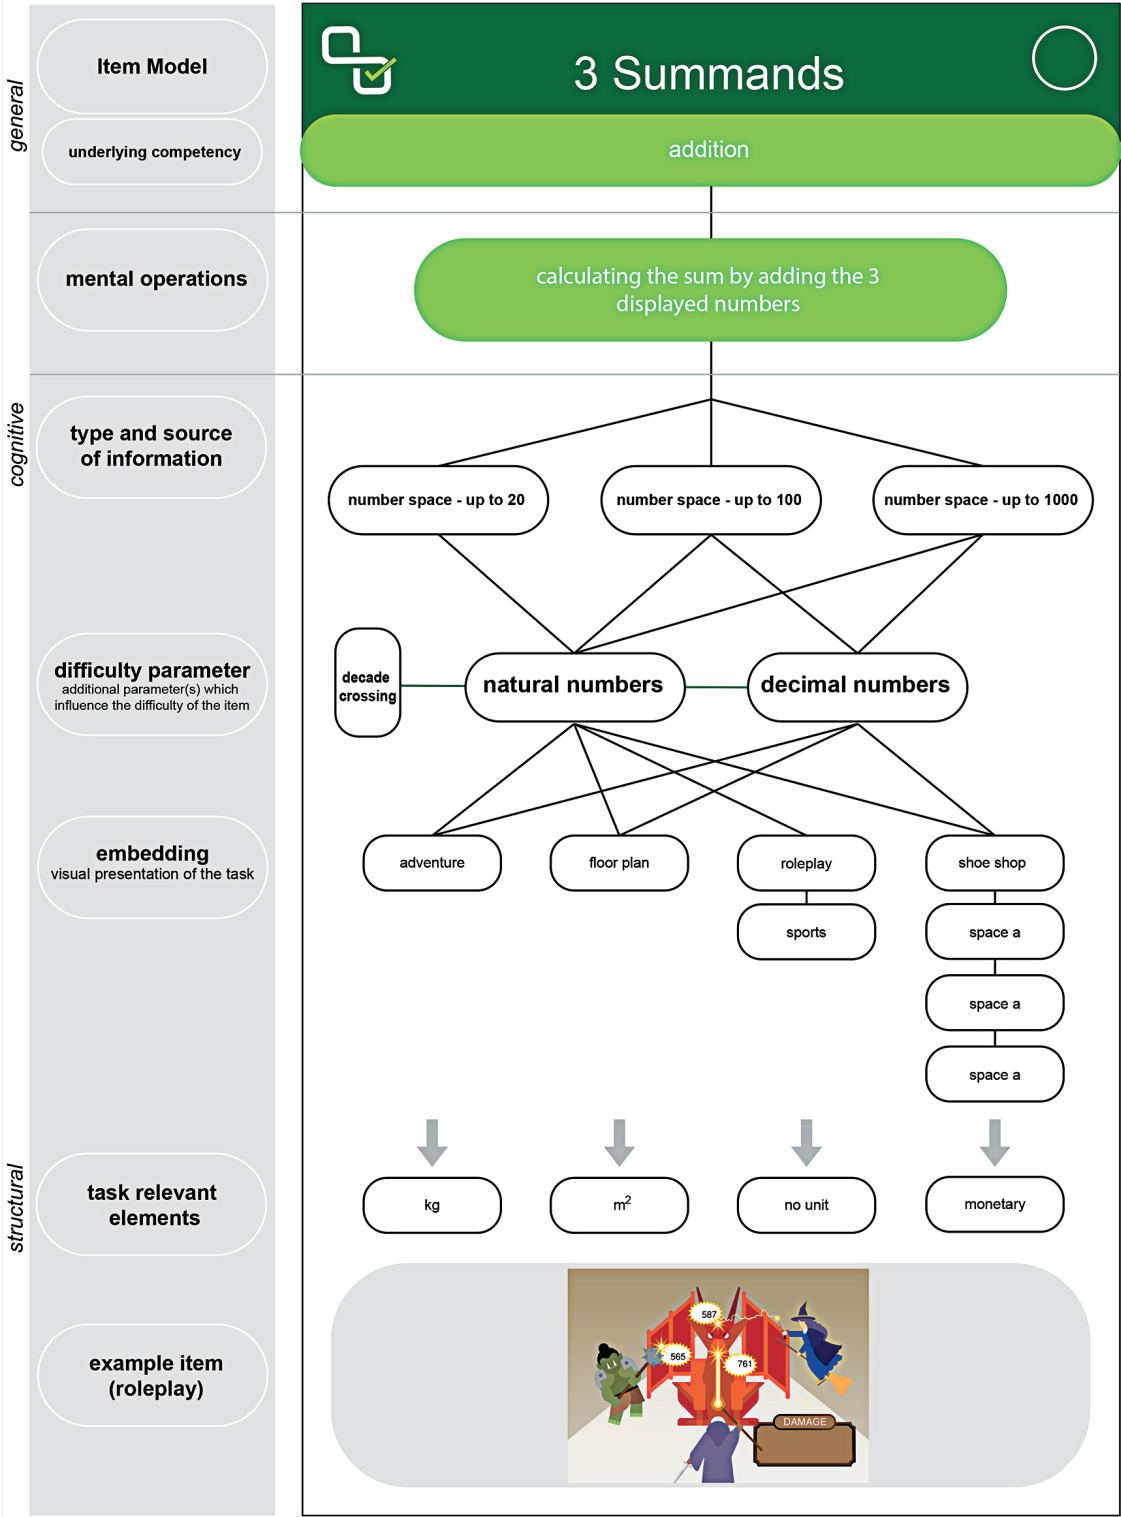 general
Item Model
3 Summands
underlying competency
addition
mental operations
calculating the sum by adding the 3
displayed numbers
cognitive
type and source
of information
number space - up to 20
number space - up to 100
number space - up to 1000
difficulty parameter
additional parameter(s) which
influence the difficulty of the item
decade
crossing
natural numbers
decimal numbers
embedding
visual presentation of the task
adventure
floor plan
roleplay
shoe shop
sports
space a
space a
space a
structural
task relevant
elements
kg
m²
no unit
monetary
example item
(roleplay)
587
565
761
DAMAGE